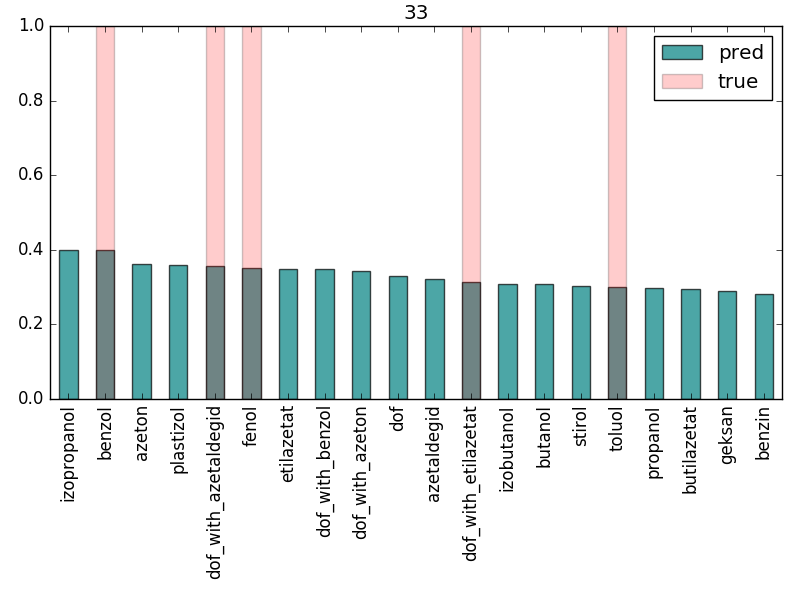 33
1.0
0.8
0.6
0.4
0.2
0.0
pred
true
izopropanol
benzol
azeton
plastizol
dof_with_azetaldegid
fenol
etilazetat
dof_with_benzol
dof_with_azeton
dof
azetaldegid
dof_with_etilazetat
izobutanol
butanol
stirol
toluol
propanol
butilazetat
geksan
benzin